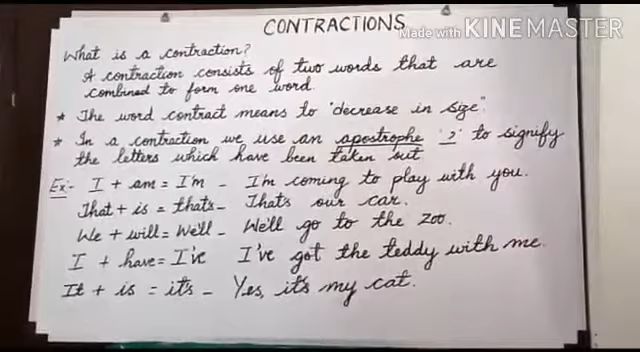 CONTRACTIONS
Made with KINEMASTER
What is a contraction?
A contraction consists of two words that are
combined to form one word.
* The word contract means to "decrease in size".
* In a contraction we use an apostrophe ' ’ ' to signify
the letters which have been taken out
Ex:- I + am = I'm - I'm coming to play with you.
That + is = that's - That's our car.
We + will = We'll - We'll go to the zoo.
I + have = I've I've got the teddy with me.
It + is = it's - Yes, it's my cat.